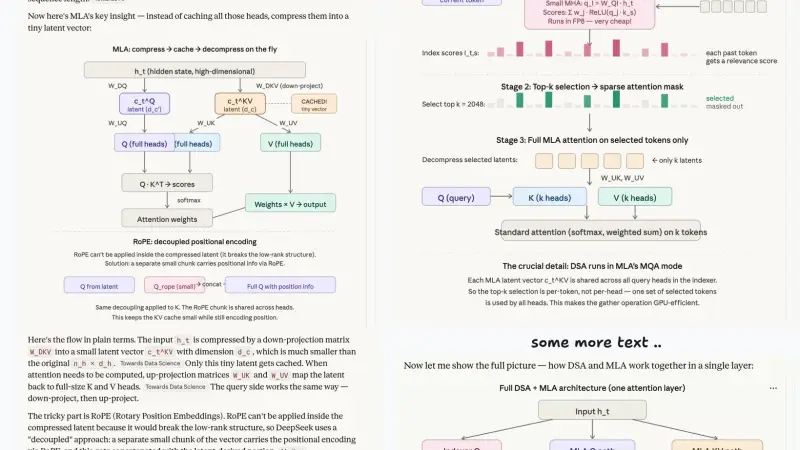 Now here's MLA's key insight — instead of caching all those heads, compress them into a
tiny latent vector:
MLA: compress → cache → decompress on the fly
h_t (hidden state, high-dimensional)
W_DQ
W_DKV (down-project)
c_t^Q
latent (d_c')
c_t^KV
latent (d_c)
CACHED!
tiny vector
W_UQ
W_UK
W_UV
Q (full heads)
(full heads)
V (full heads)
Q · K^T → scores
softmax
Attention weights
Weights × V → output
RoPE: decoupled positional encoding
RoPE can't be applied inside the compressed latent (it breaks the low-rank structure).
Solution: a separate small chunk carries positional info via RoPE.
Q from latent
Q_rope (small)
→ concat
Full Q with position info
Same decoupling applied to K. The RoPE chunk is shared across heads.
This keeps the KV cache small while still encoding position.
Here's the flow in plain terms. The input h_t is compressed by a down-projection matrix
W_DKV into a small latent vector c_t^KV with dimension d_c, which is much smaller than
the original n_h × d_h. Towards Data Science Only this tiny latent gets cached. When
attention needs to be computed, up-projection matrices W_UK and W_UV map the latent
back to full-size K and V heads. Towards Data Science The query side works the same way —
down-project, then up-project.
The tricky part is RoPE (Rotary Position Embeddings). RoPE can't be applied inside the
compressed latent because it would break the low-rank structure, so DeepSeek uses a
"decoupled" approach: a separate small chunk of the vector carries the positional encoding
current token
Small MHA: q_I = W_QI · h_t
Scores: Σ w_j · ReLU(q_j · k_s)
Runs in FP8 — very cheap!
Index scores I_t,s:
each past token
gets a relevance score
Stage 2: Top-k selection → sparse attention mask
Select top k = 2048:
selected
masked out
Stage 3: Full MLA attention on selected tokens only
Decompress selected latents:
← only k latents
W_UK, W_UV
Q (query)
K (k heads)
V (k heads)
Standard attention (softmax, weighted sum) on k tokens
The crucial detail: DSA runs in MLA's MQA mode
Each MLA latent vector c_t^KV is shared across all query heads in the indexer.
So the top-k selection is per-token, not per-head — one set of selected tokens
is used by all heads. This makes the gather operation GPU-efficient.
some more text ..
Now let me show the full picture — how DSA and MLA work together in a single layer:
Full DSA + MLA architecture (one attention layer)
...
Input h_t